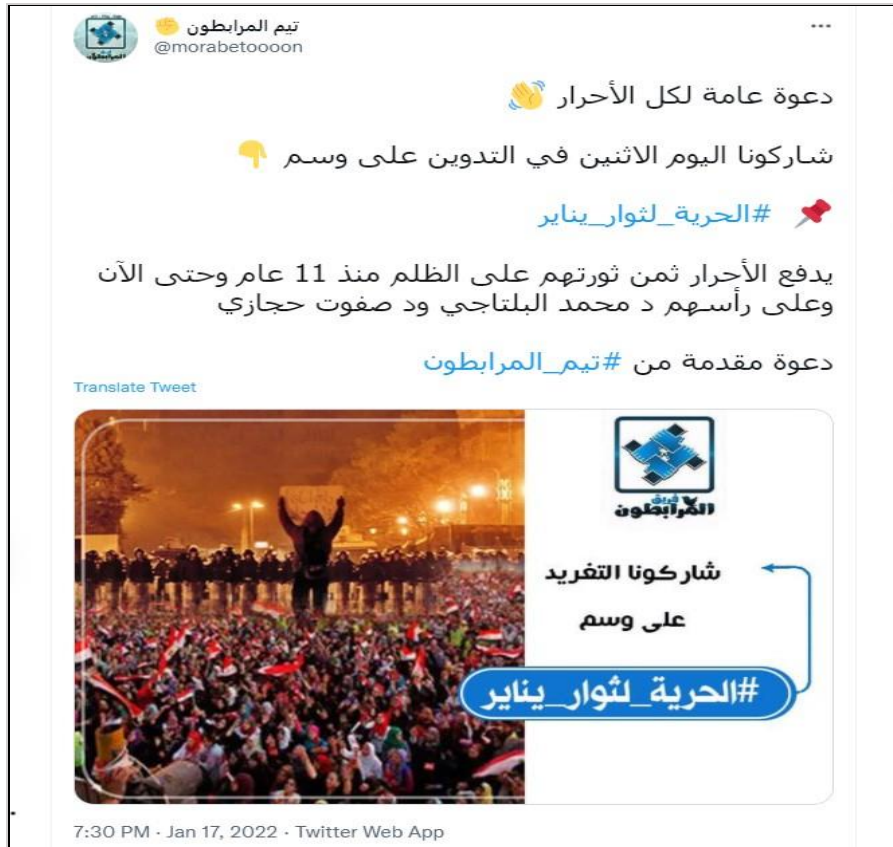 تيم المرابطون ✊
@morabetoooon
...
دعوة عامة لكل الأحرار 👋
شاركونا اليوم الاثنين في التدوين على وسم 👇
📌 #الحرية_لثوار_يناير
يدفع الأحرار ثمن ثورتهم على الظلم منذ 11 عام وحتى الآن
وعلى رأسهم د محمد البلتاجي ود صفوت حجازي
دعوة مقدمة من #تيم_المرابطون
Translate Tweet
فريق
المرابطون
شاركونا التغريد
على وسم
#الحرية_لثوار_يناير
7:30 PM · Jan 17, 2022 · Twitter Web App